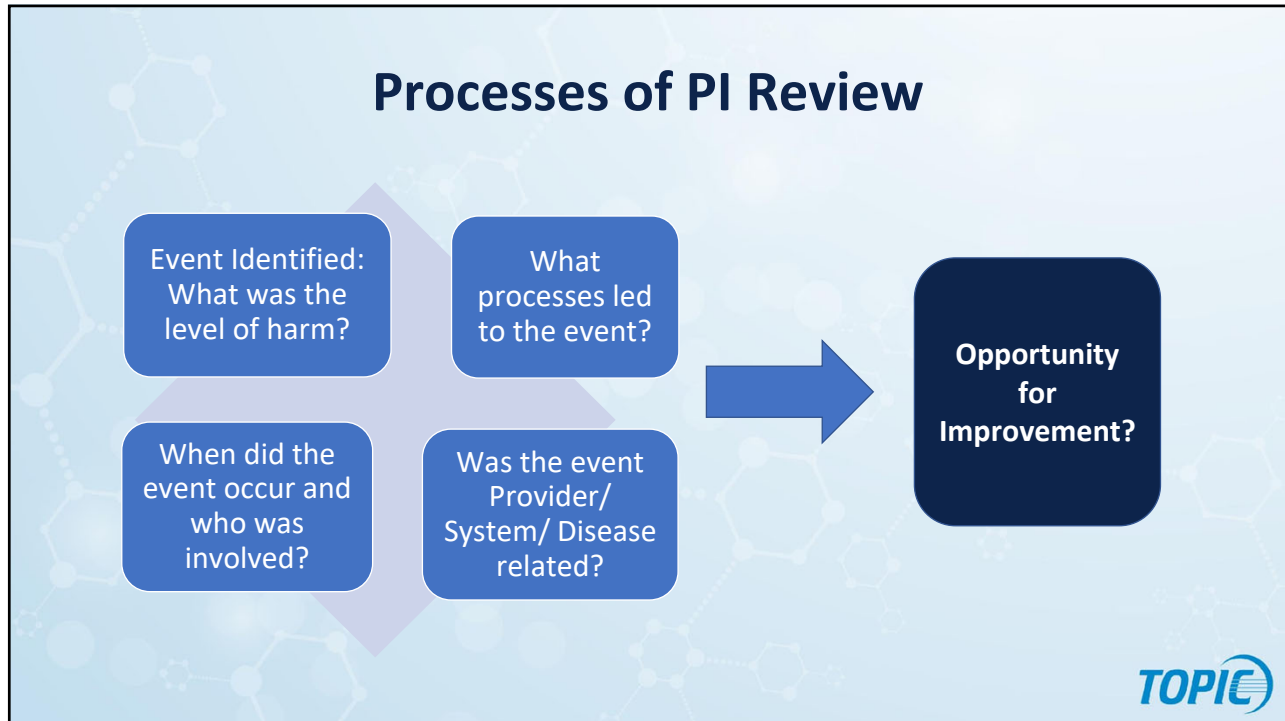 Processes of PI Review
Event Identified:
What was the
level of harm?
What
processes led
to the event?
When did the
event occur and
who was
involved?
Was the event
Provider/
System/ Disease
related?
Opportunity
for
Improvement?
TOPIC